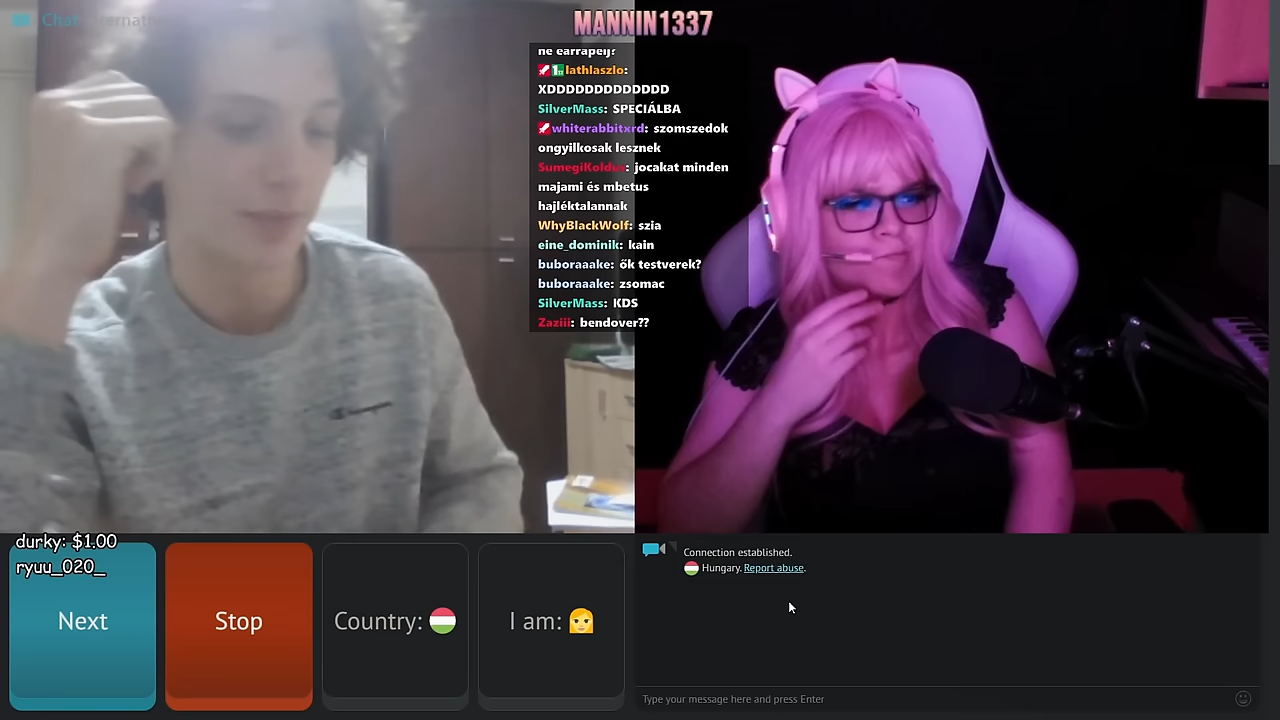 Chat
MANNIN1337
ne earrapelj?
lathlaszlo:
XDDDDDDDDDDDDD
SilverMass: SPECIÁLBA
whiterabbitxrd: szomszedok
ongyilkosak lesznek
jocakat minden
majami és mbetus
hajléktalannak
WhyBlackWolf: szia
eine_dominik: kain
buboraaake: ők testverek?
buboraaake: zsomac
SilverMass: KDS
Zaziii: bendover??
durky: $1.00
ryuu_020_
Next
Stop
Country:
I am:
Connection established.
Hungary. Report abuse.
Type your message here and press Enter